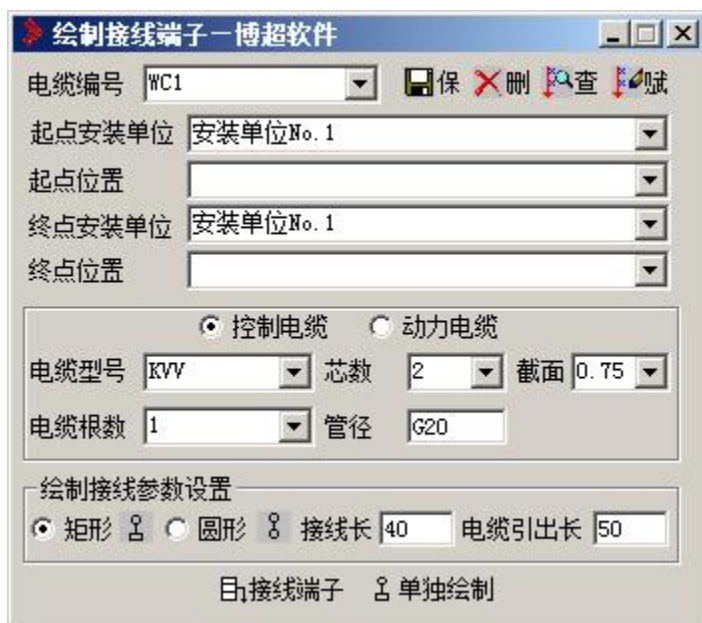 绘制接线端子－博超软件
电缆编号 WC1 保 删 查 赋
起点安装单位 安装单位No.1
起点位置
终点安装单位 安装单位No.1
终点位置
控制电缆 动力电缆
电缆型号 KVV 芯数 2 截面 0.75
电缆根数 1 管径 G20
绘制接线参数设置
矩形 圆形 接线长 40 电缆引出长 50
接线端子 单独绘制